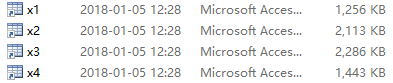 x1 2018-01-05 12:28 Microsoft Acces... 1,256 KB
x2 2018-01-05 12:28 Microsoft Acces... 2,113 KB
x3 2018-01-05 12:28 Microsoft Acces... 2,286 KB
x4 2018-01-05 12:28 Microsoft Acces... 1,443 KB